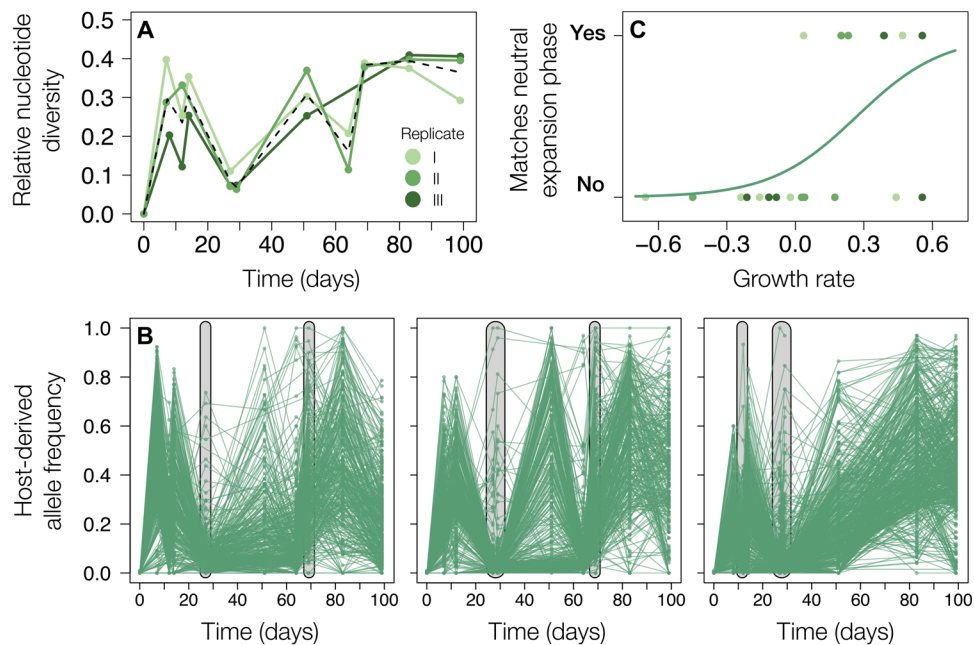 A
Relative nucleotide
diversity
0.5
0.4
0.3
0.2
0.1
0.0
Replicate
I
II
III
0
20
40
60
80
100
Time (days)
C
Matches neutral
expansion phase
Yes
No
−0.6
−0.3
0.0
0.3
0.6
Growth rate
B
Host-derived
allele frequency
1.0
0.8
0.6
0.4
0.2
0.0
0 20 40 60 80 100
Time (days)
0 20 40 60 80 100
Time (days)
0 20 40 60 80 100
Time (days)